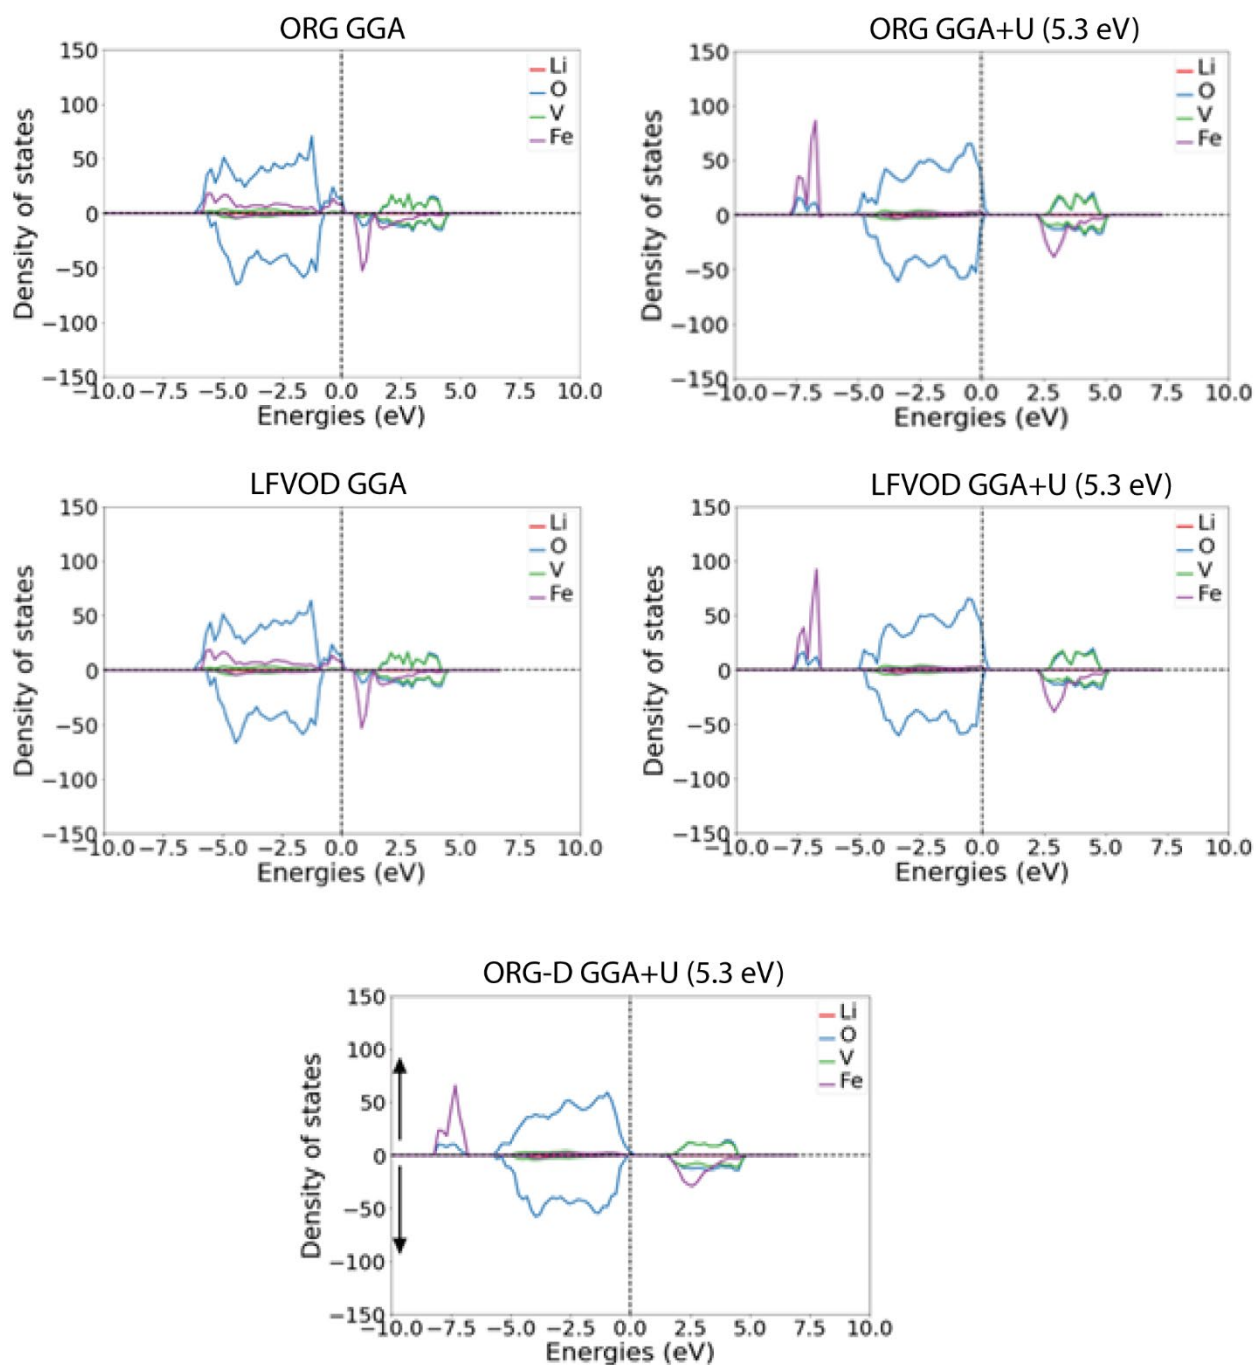 ORG GGA
150
100
50
0
−50
−100
−150
Density of states
Li
O
V
Fe
−10.0 −7.5 −5.0 −2.5 0.0 2.5 5.0 7.5 10.0
Energies (eV)
ORG GGA+U (5.3 eV)
150
100
50
0
−50
−100
−150
Density of states
Li
O
V
Fe
−10.0 −7.5 −5.0 −2.5 0.0 2.5 5.0 7.5 10.0
Energies (eV)
LFVOD GGA
150
100
50
0
−50
−100
−150
Density of states
Li
O
V
Fe
−10.0 −7.5 −5.0 −2.5 0.0 2.5 5.0 7.5 10.0
Energies (eV)
LFVOD GGA+U (5.3 eV)
150
100
50
0
−50
−100
−150
Density of states
Li
O
V
Fe
−10.0 −7.5 −5.0 −2.5 0.0 2.5 5.0 7.5 10.0
Energies (eV)
ORG-D GGA+U (5.3 eV)
150
100
50
0
−50
−100
−150
Density of states
Li
O
V
Fe
−10.0 −7.5 −5.0 −2.5 0.0 2.5 5.0 7.5 10.0
Energies (eV)